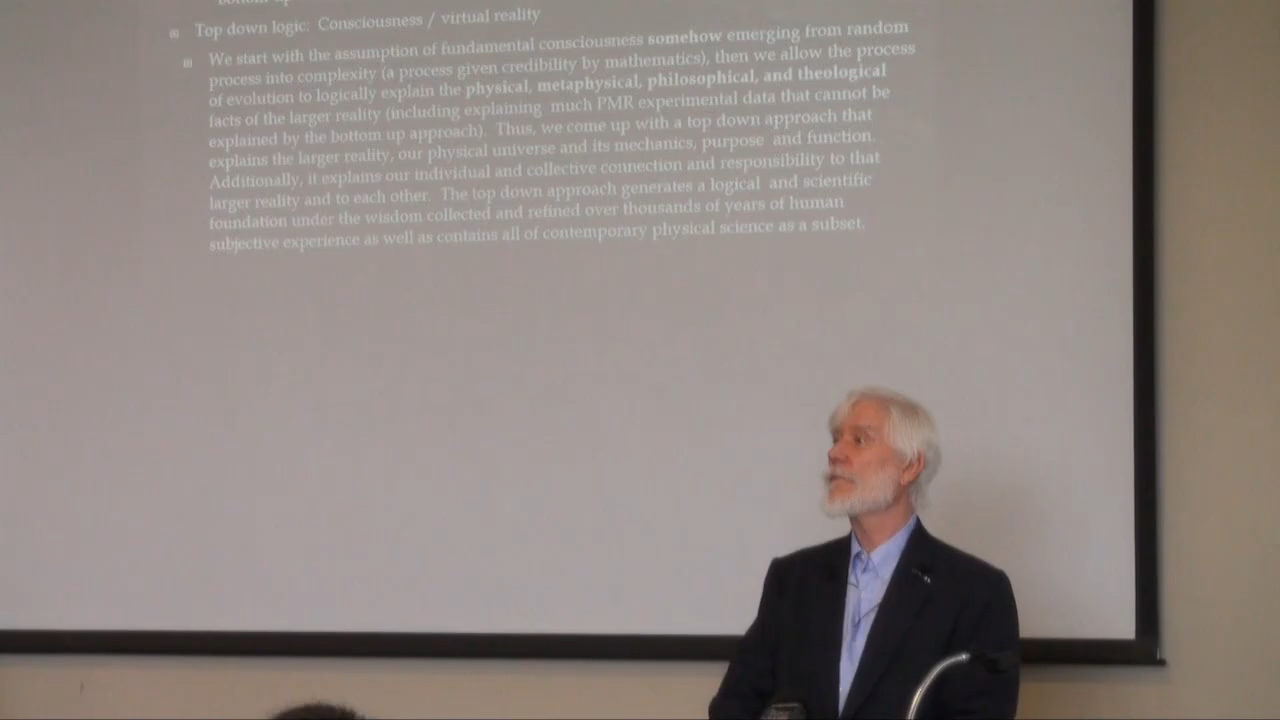 Top down logic: Consciousness / virtual reality
We start with the assumption of fundamental consciousness somehow emerging from random
process into complexity (a process given credibility by mathematics), then we allow the process
of evolution to logically explain the physical, metaphysical, philosophical, and theological
facts of the larger reality (including explaining much PMR experimental data that cannot be
explained by the bottom up approach). Thus, we come up with a top down approach that
explains the larger reality, our physical universe and its mechanics, purpose and function.
Additionally, it explains our individual and collective connection and responsibility to that
larger reality and to each other. The top down approach generates a logical and scientific
foundation under the wisdom collected and refined over thousands of years of human
subjective experience as well as contains all of contemporary physical science as a subset.